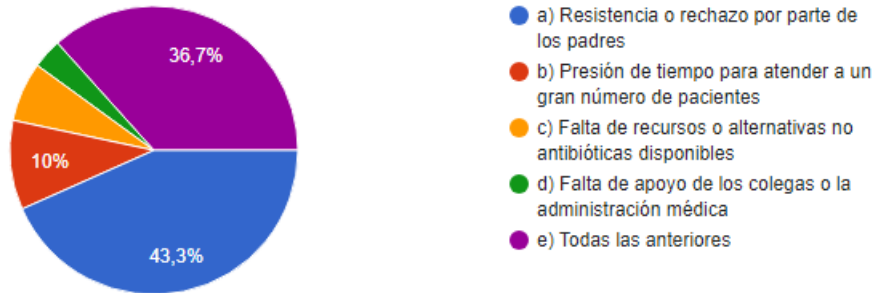 36,7%
10%
43,3%
a) Resistencia o rechazo por parte de
los padres
b) Presión de tiempo para atender a un
gran número de pacientes
c) Falta de recursos o alternativas no
antibióticas disponibles
d) Falta de apoyo de los colegas o la
administración médica
e) Todas las anteriores